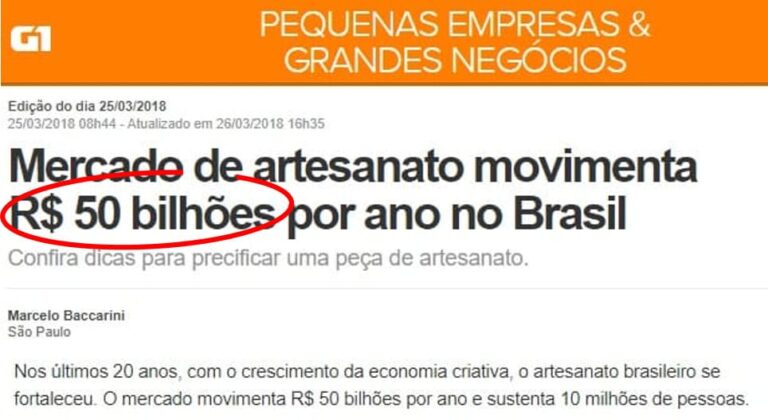 G1
PEQUENAS EMPRESAS &
GRANDES NEGÓCIOS
Edição do dia 25/03/2018
25/03/2018 08h44 - Atualizado em 26/03/2018 16h35
Mercado de artesanato movimenta
R$ 50 bilhões por ano no Brasil
Confira dicas para precificar uma peça de artesanato.
Marcelo Baccarini
São Paulo
Nos últimos 20 anos, com o crescimento da economia criativa, o artesanato brasileiro se
fortaleceu. O mercado movimenta R$ 50 bilhões por ano e sustenta 10 milhões de pessoas.